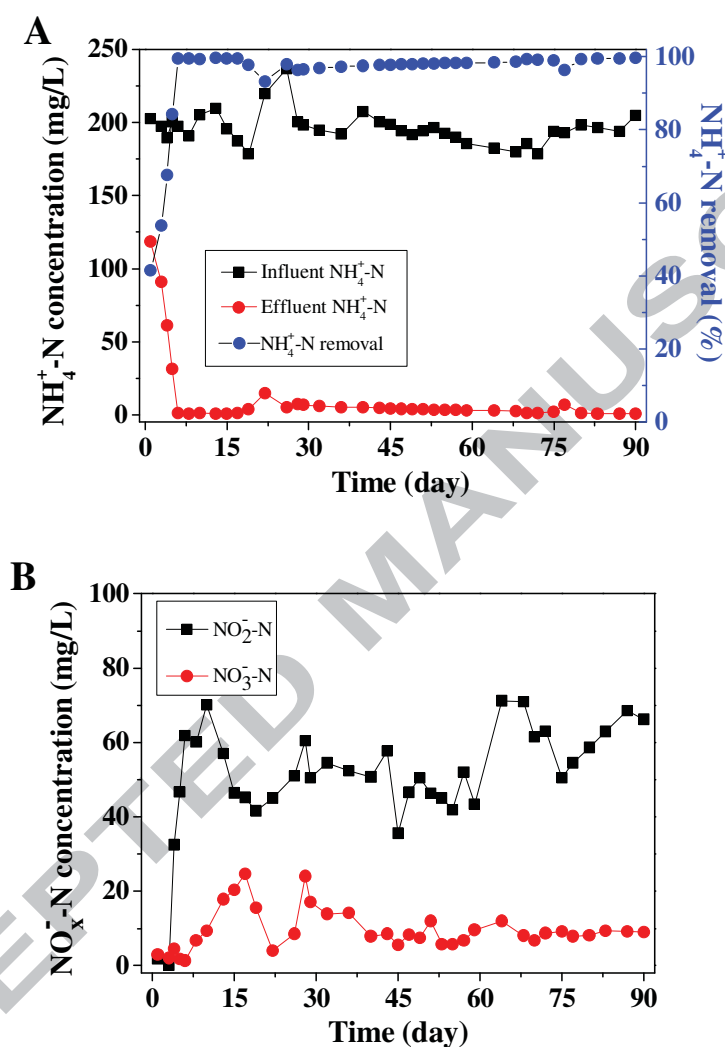 A
250
200
150
100
50
0
NH₄⁺-N concentration (mg/L)
100
80
60
40
20
0
NH₄⁺-N removal (%)
Influent NH₄⁺-N
Effluent NH₄⁺-N
NH₄⁺-N removal
0 15 30 45 60 75 90
Time (day)
B
100
80
60
40
20
0
NOₓ⁻-N concentration (mg/L)
NO₂⁻-N
NO₃⁻-N
0 15 30 45 60 75 90
Time (day)
EPTED MANUSC